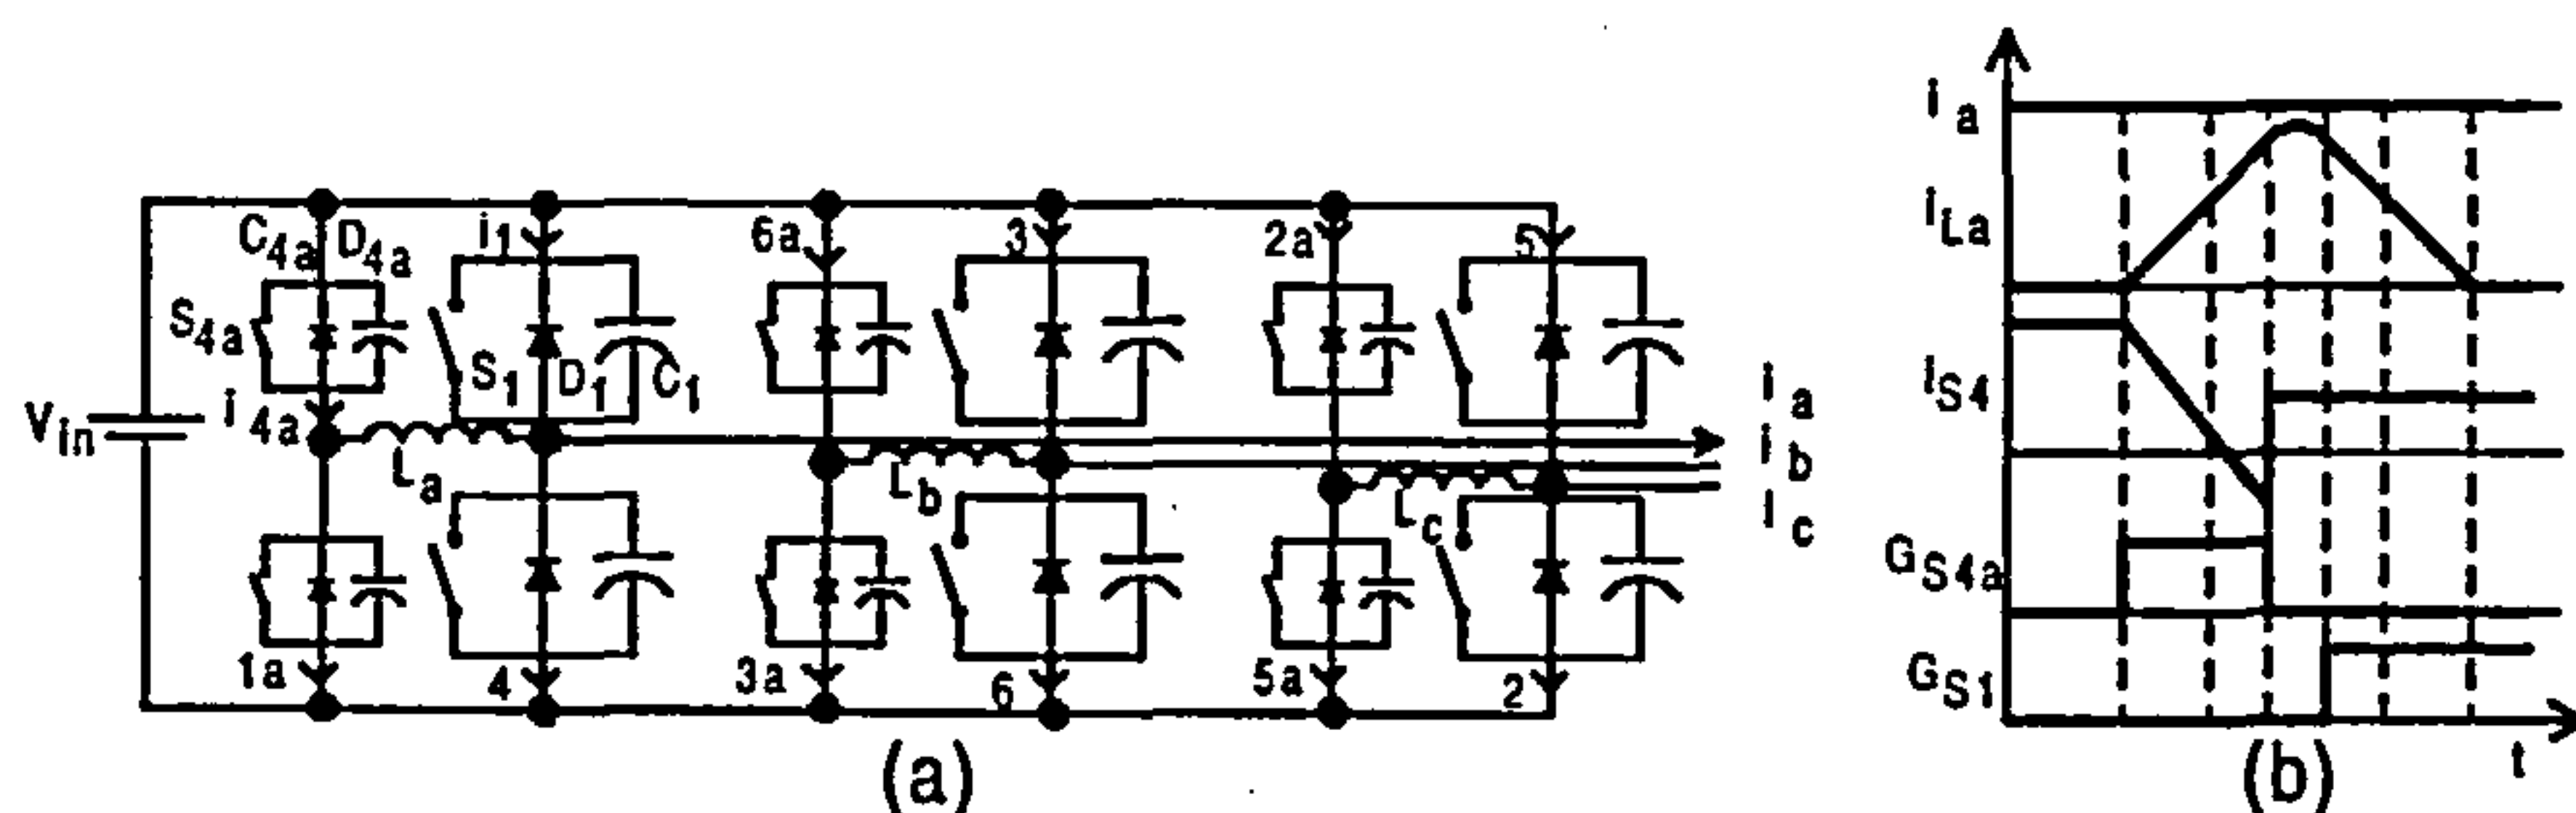 C4a D4a i1 6a 3 2a 5
S4a S1 D1 C1
Vin i4a
La Lb Lc
ia
ib
ic
1a 4 3a 6 5a 2
(a)
ia
iLa
iS4
GS4a
GS1
t
(b)